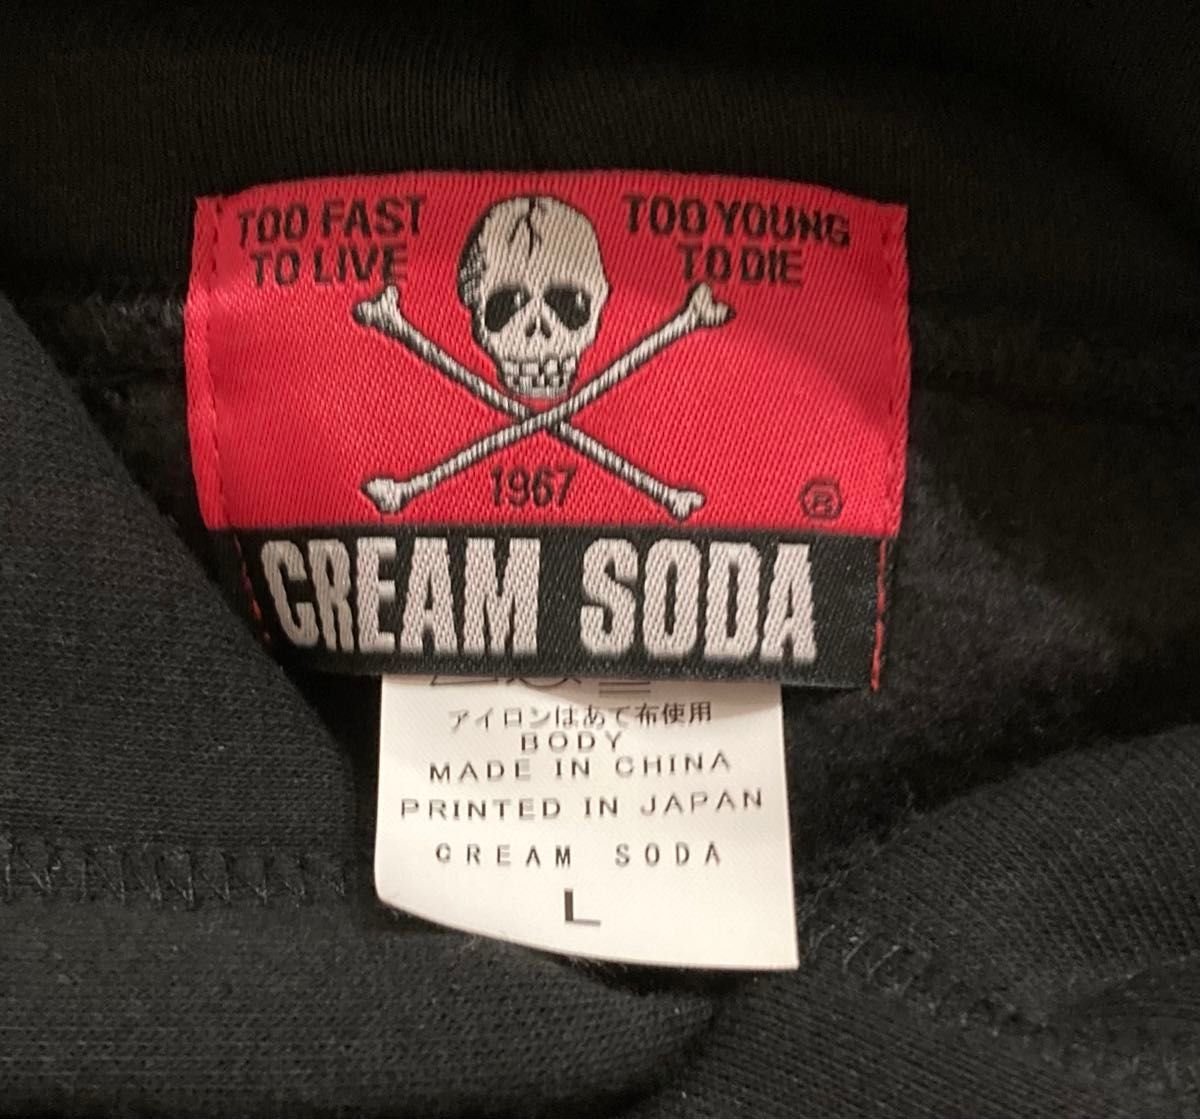 TOO FAST
TO LIVE
TOO YOUNG
TO DIE
1967
®
CREAM SODA
アイロンはあて布使用
BODY
MADE IN CHINA
PRINTED IN JAPAN
CREAM SODA
L